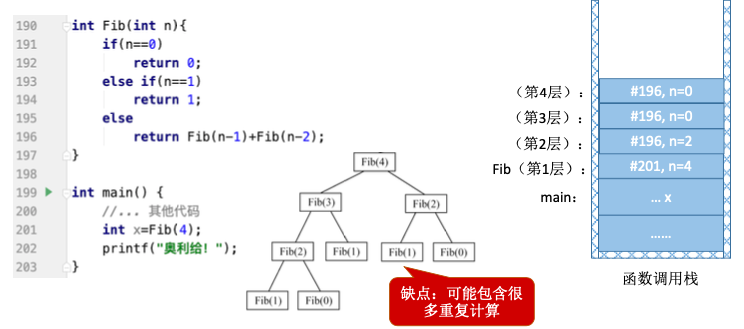 190 int Fib(int n){
191 if(n==0)
192 return 0;
193 else if(n==1)
194 return 1;
195 else
196 return Fib(n-1)+Fib(n-2);
197 }
198
199 int main() {
200 //... 其他代码
201 int x=Fib(4);
202 printf("奥利给！");
203 }
Fib(4)
Fib(3) Fib(2)
Fib(2) Fib(1) Fib(1) Fib(0)
Fib(1) Fib(0)
缺点：可能包含很
多重复计算
（第4层）： #196, n=0
（第3层）： #196, n=0
（第2层）： #196, n=2
Fib（第1层）： #201, n=4
main： ... x
......
函数调用栈